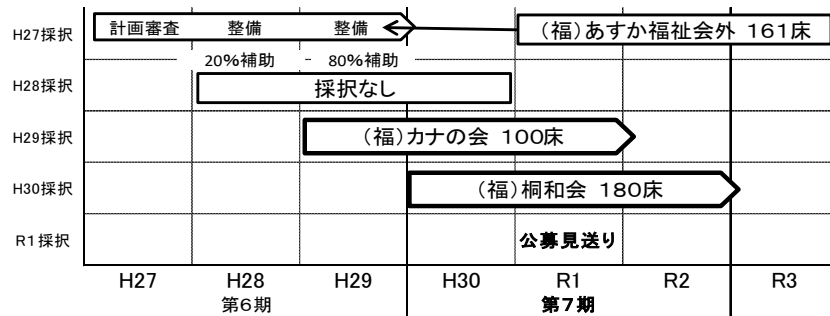 H27採択 計画審査 整備 整備 (福)あすか福祉会外 161床
20%補助 80%補助
H28採択 採択なし
H29採択 (福)カナの会 100床
H30採択 (福)桐和会 180床
R1採択 公募見送り
H27 H28 H29 H30 R1 R2 R3
第6期 第7期